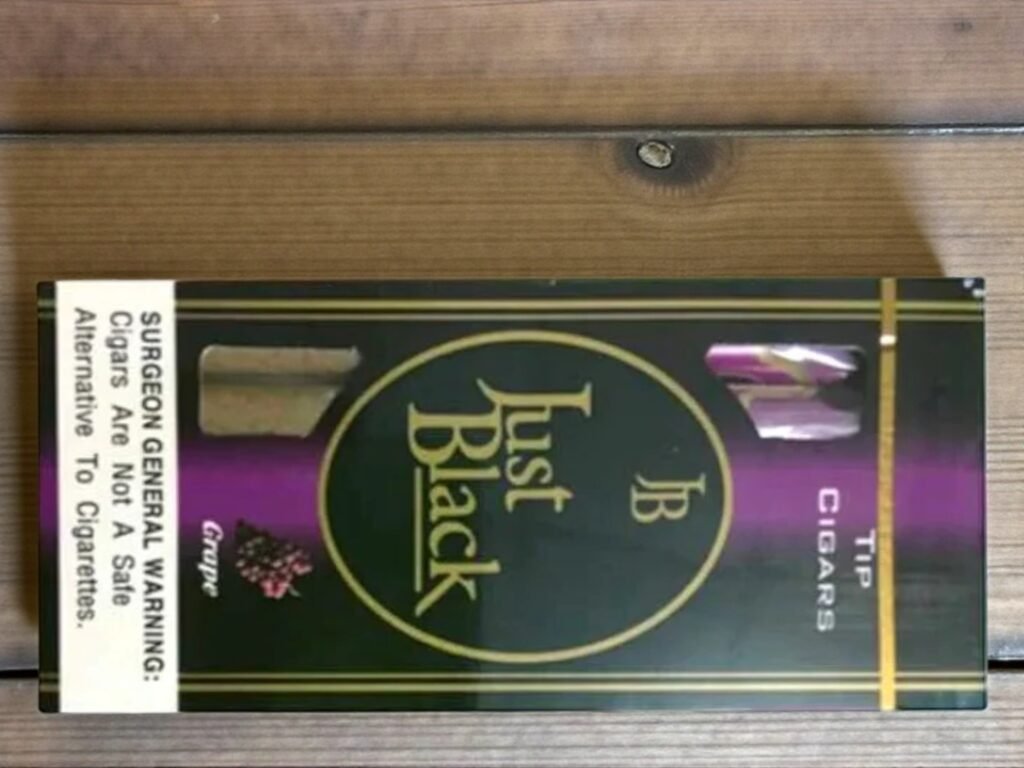 TIP
CIGARS
JB
Just
Black
Grape
SURGEON GENERAL WARNING:
Cigars Are Not A Safe
Alternative To Cigarettes.